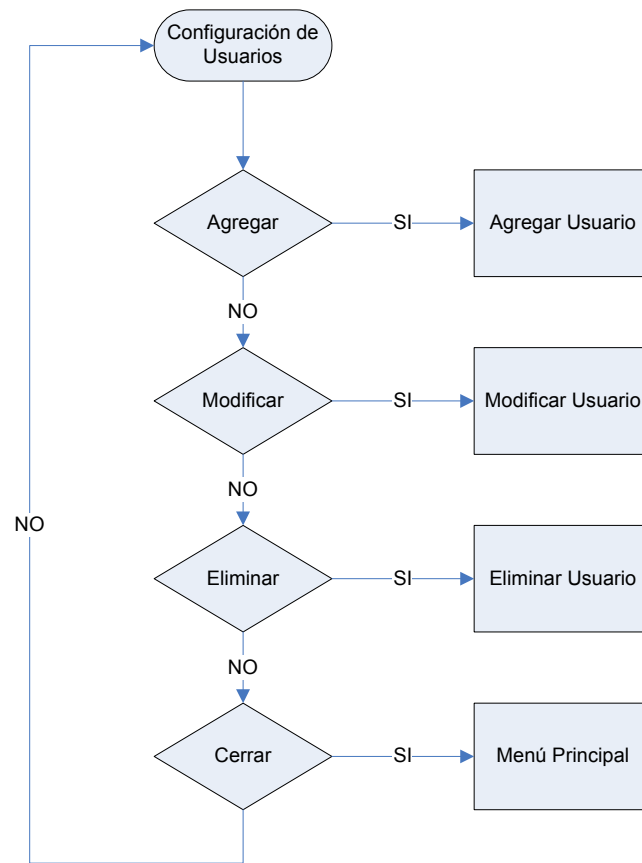 Configuración de
Usuarios
Agregar
SI
Agregar Usuario
NO
Modificar
SI
Modificar Usuario
NO
Eliminar
SI
Eliminar Usuario
NO
NO
Cerrar
SI
Menú Principal